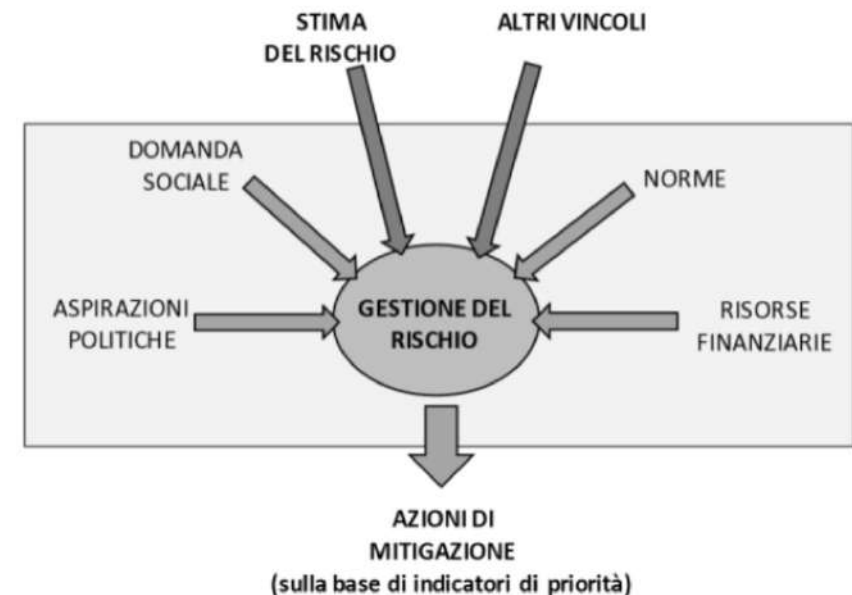 STIMA
DEL RISCHIO
ALTRI VINCOLI
DOMANDA
SOCIALE
NORME
ASPIRAZIONI
POLITICHE
GESTIONE DEL
RISCHIO
RISORSE
FINANZIARIE
AZIONI DI
MITIGAZIONE
(sulla base di indicatori di priorità)